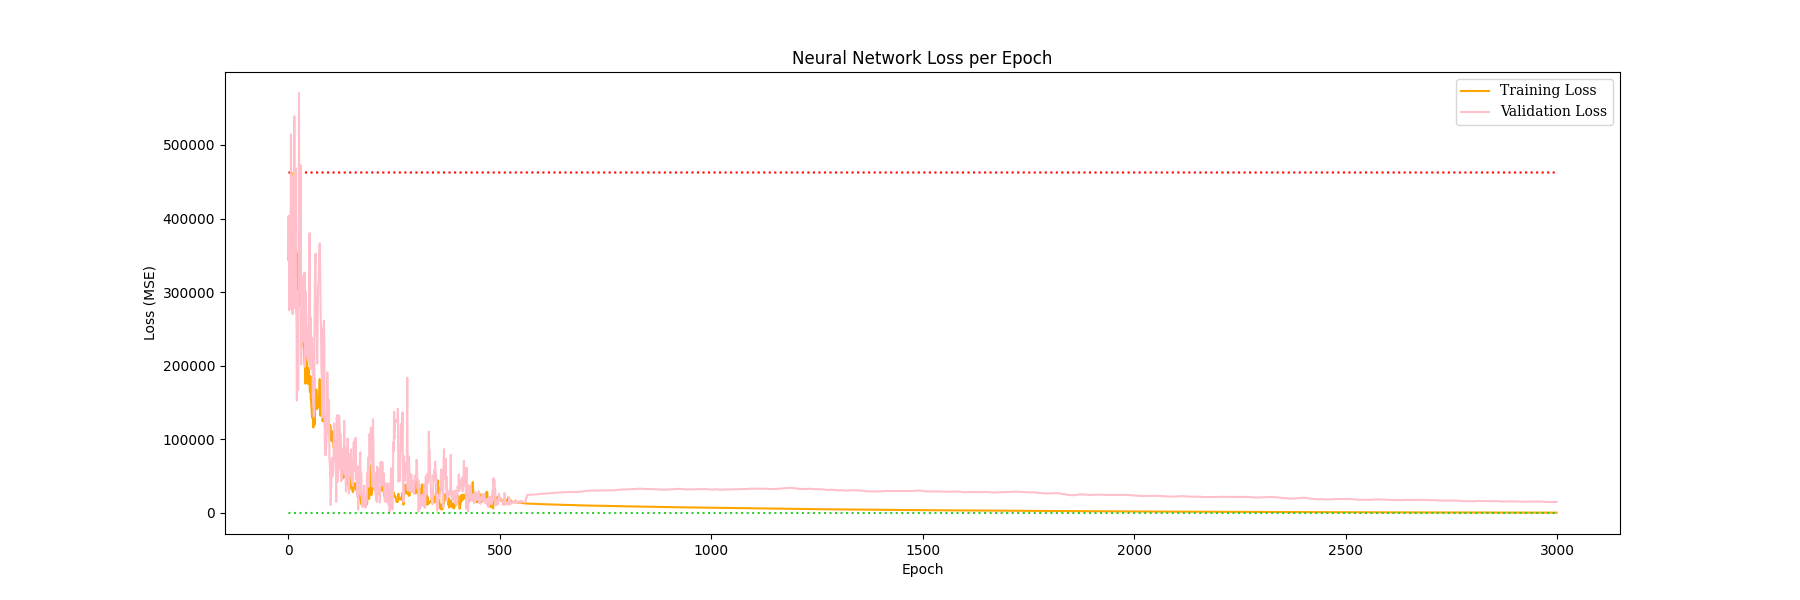 Neural Network Loss per Epoch
Training Loss
Validation Loss
Loss (MSE)
500000
400000
300000
200000
100000
0
0 500 1000 1500 2000 2500 3000
Epoch